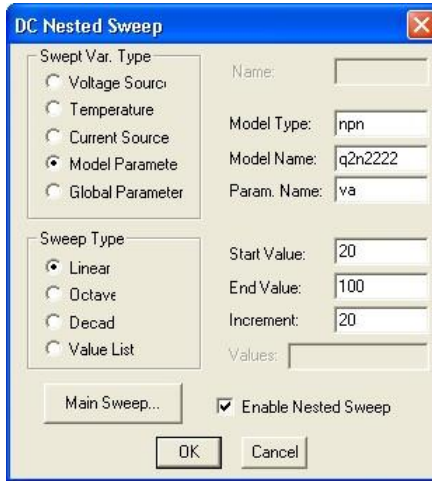 DC Nested Sweep
Swept Var. Type
Voltage Sourc
Temperature
Current Source
Model Paramete
Global Parameter
Name:
Model Type: npn
Model Name: q2n2222
Param. Name: va
Sweep Type
Linear
Octave
Decad
Value List
Start Value: 20
End Value: 100
Increment: 20
Values:
Main Sweep...
Enable Nested Sweep
OK
Cancel